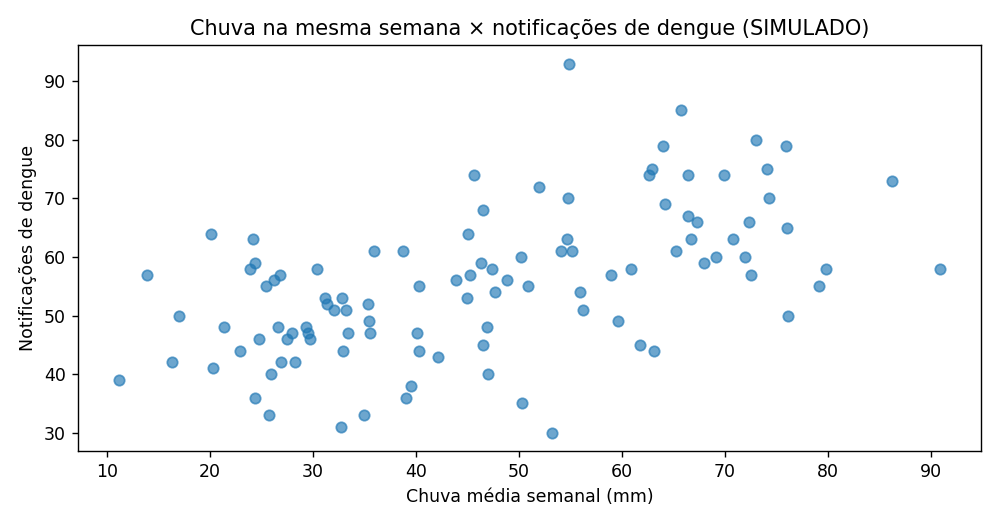 Chuva na mesma semana × notificações de dengue (SIMULADO)
Notificações de dengue
90
80
70
60
50
40
30
10 20 30 40 50 60 70 80 90
Chuva média semanal (mm)